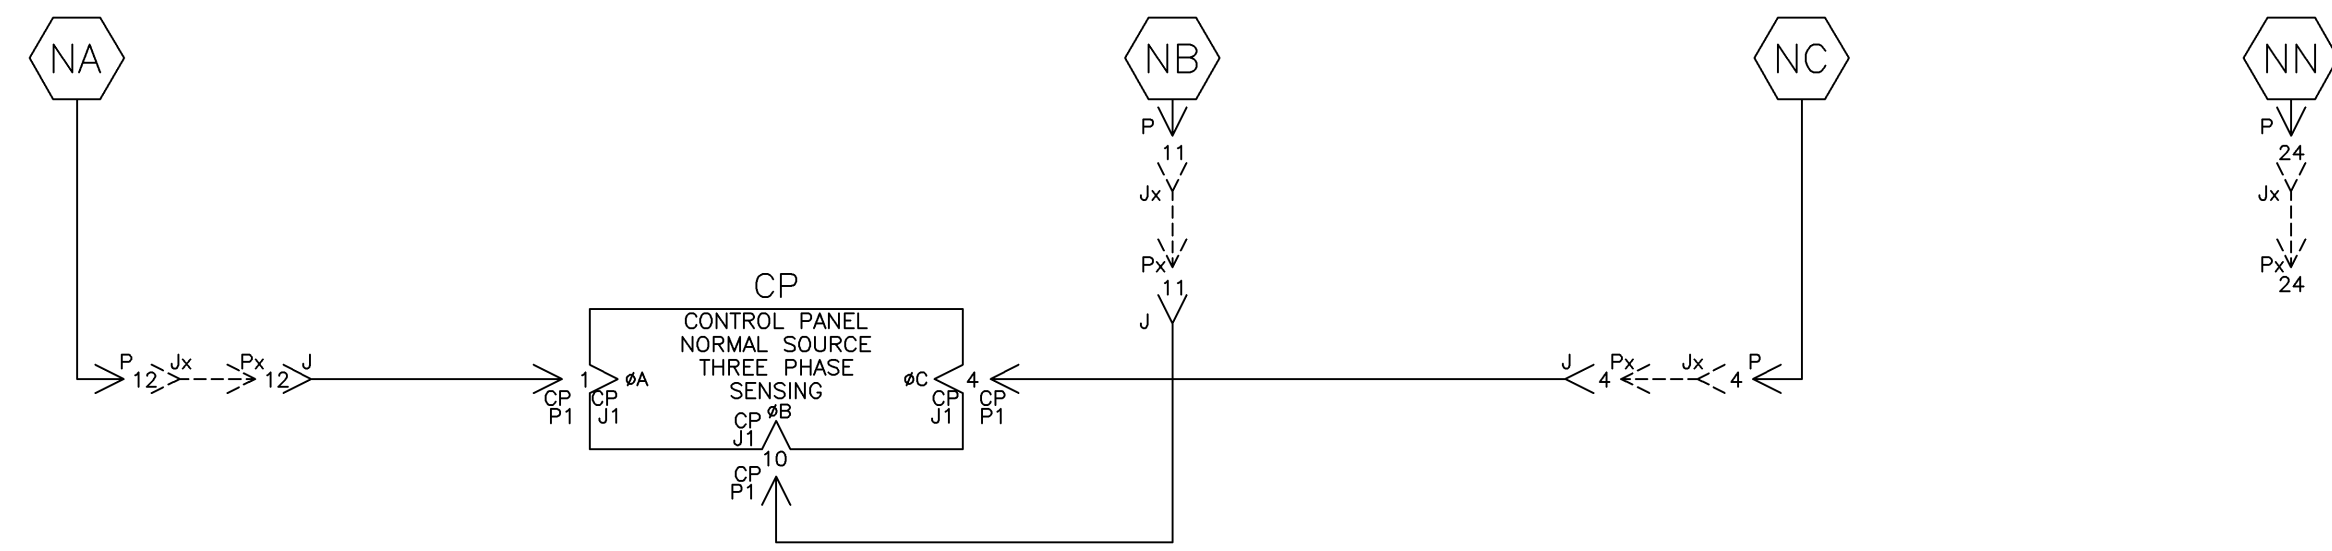 NA
NB
NC
NN
P
P
11
24
Jx
Jx
Px
Px
11
24
CP
J
CONTROL PANEL
NORMAL SOURCE
THREE PHASE
SENSING
P 12 Jx Px 12 J
1 øA
øC 4
J 4 Px Jx 4 P
CP CP
P1 J1
CP CP
J1 P1
øB
CP
J1
10
CP
P1